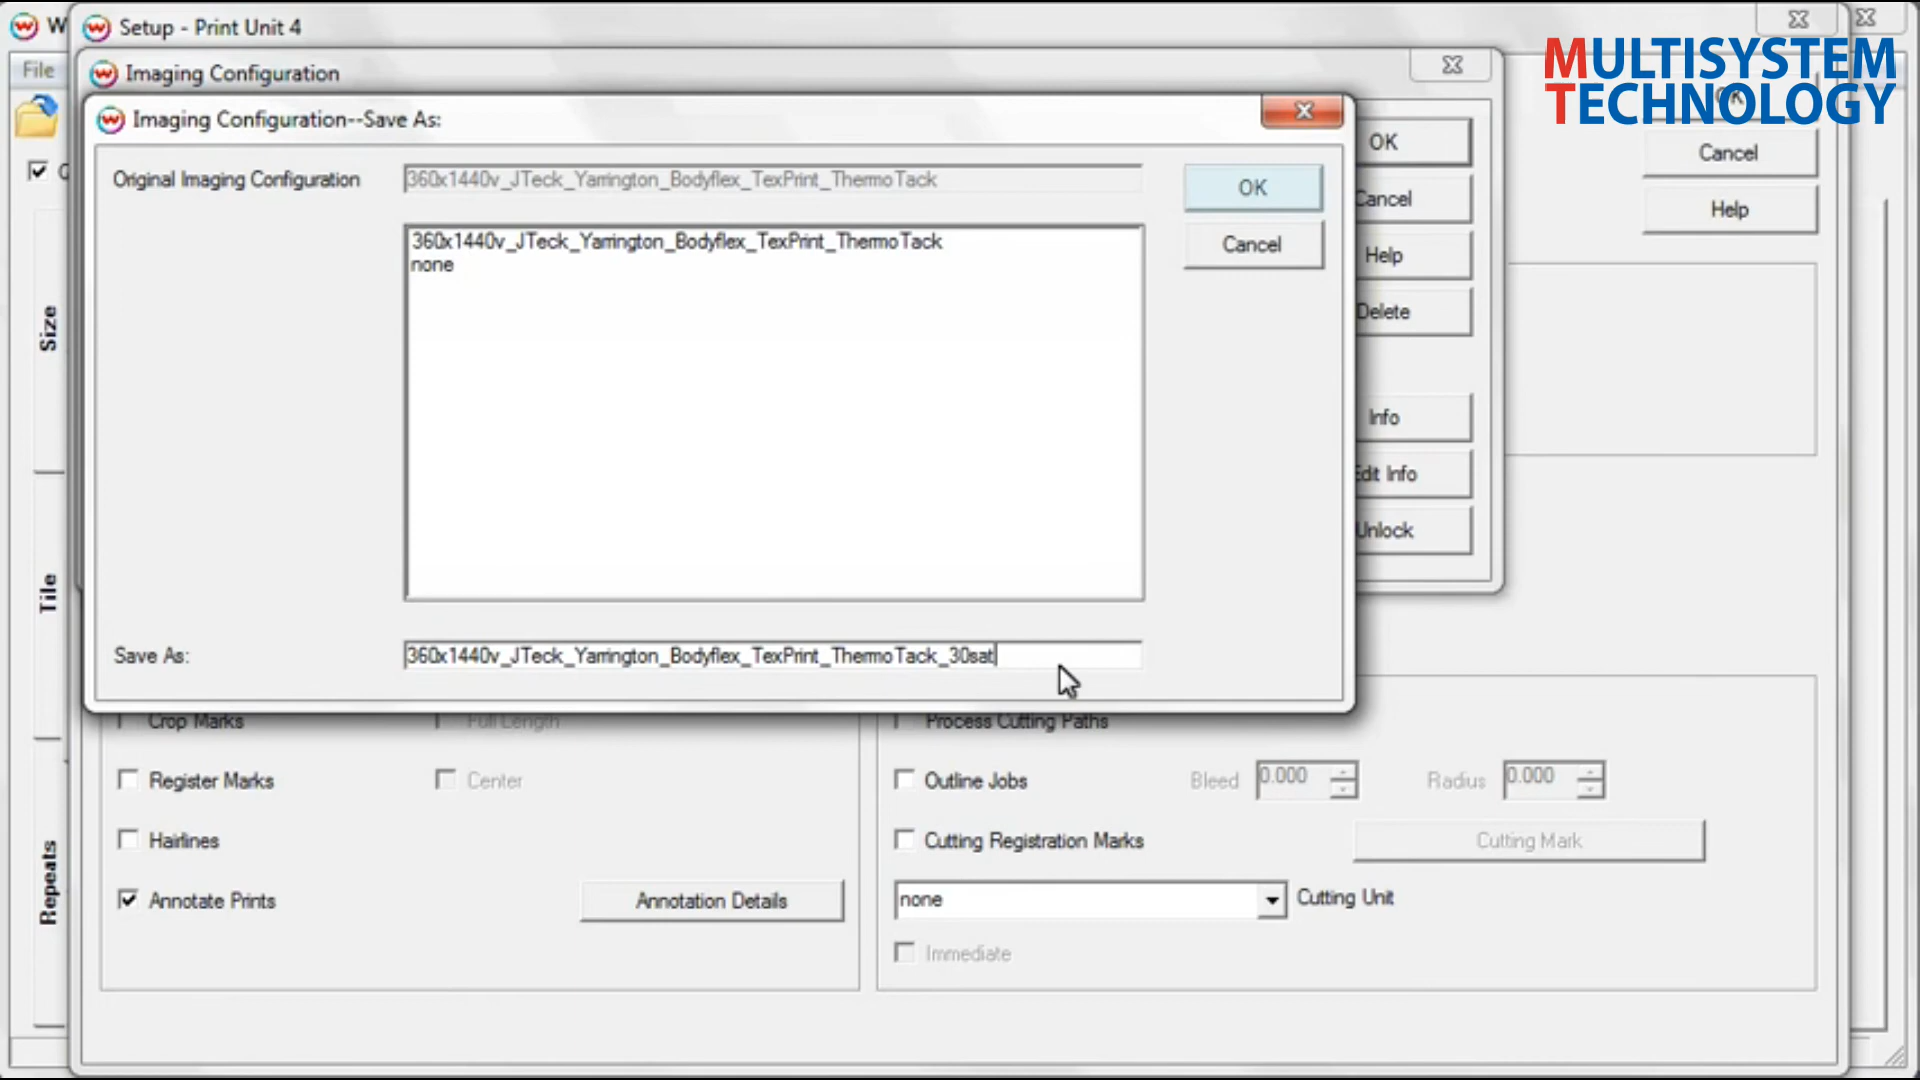 W
Setup - Print Unit 4
MULTISYSTEM
TECHNOLOGY
File
Imaging Configuration
Imaging Configuration--Save As:
OK
OK
Cancel
Original Imaging Configuration
360x1440v_JTeck_Yarrington_Bodyflex_TexPrint_ThermoTack
OK
Cancel
Help
360x1440v_JTeck_Yarrington_Bodyflex_TexPrint_ThermoTack
none
Cancel
Help
Size
Delete
Info
Edit Info
Unlock
Tile
Save As:
360x1440v_JTeck_Yarrington_Bodyflex_TexPrint_ThermoTack_30sat
Crop Marks
Full Length
Process Cutting Paths
Register Marks
Center
Outline Jobs
Bleed
0.000
Radius
0.000
Hairlines
Cutting Registration Marks
Cutting Mark
Repeats
Annotate Prints
Annotation Details
none
Cutting Unit
Immediate